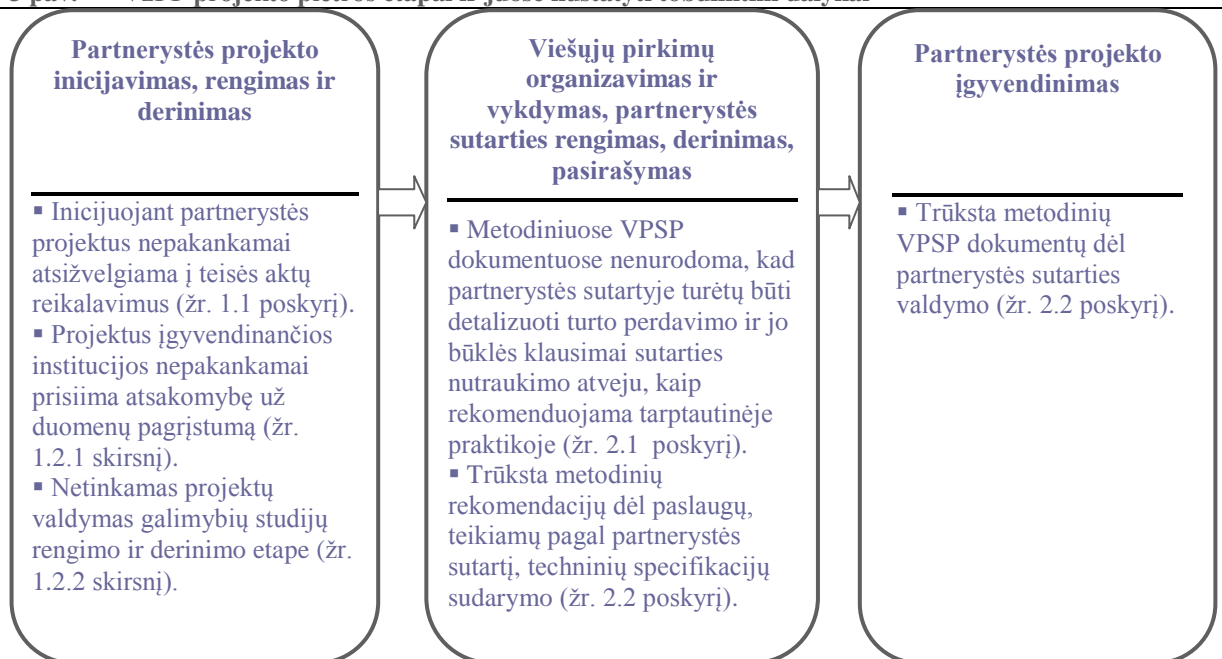 Partnerystės projekto
inicijavimas, rengimas ir
derinimas
▪ Inicijuojant partnerystės
projektus nepakankamai
atsižvelgiama į teisės aktų
reikalavimus (žr. 1.1 poskyrį).
▪ Projektus įgyvendinančios
institucijos nepakankamai
prisiima atsakomybę už
duomenų pagrįstumą (žr.
1.2.1 skirsnį).
▪ Netinkamas projektų
valdymas galimybių studijų
rengimo ir derinimo etape (žr.
1.2.2 skirsnį).
Viešųjų pirkimų
organizavimas ir
vykdymas, partnerystės
sutarties rengimas, derinimas,
pasirašymas
▪ Metodiniuose VPSP
dokumentuose nenurodoma, kad
partnerystės sutartyje turėtų būti
detalizuoti turto perdavimo ir jo
būklės klausimai sutarties
nutraukimo atveju, kaip
rekomenduojama tarptautinėje
praktikoje (žr. 2.1 poskyrį).
▪ Trūksta metodinių
rekomendacijų dėl paslaugų,
teikiamų pagal partnerystės
sutartį, techninių specifikacijų
sudarymo (žr. 2.2 poskyrį).
Partnerystės projekto
įgyvendinimas
▪ Trūksta metodinių
VPSP dokumentų dėl
partnerystės sutarties
valdymo (žr. 2.2 poskyrį).